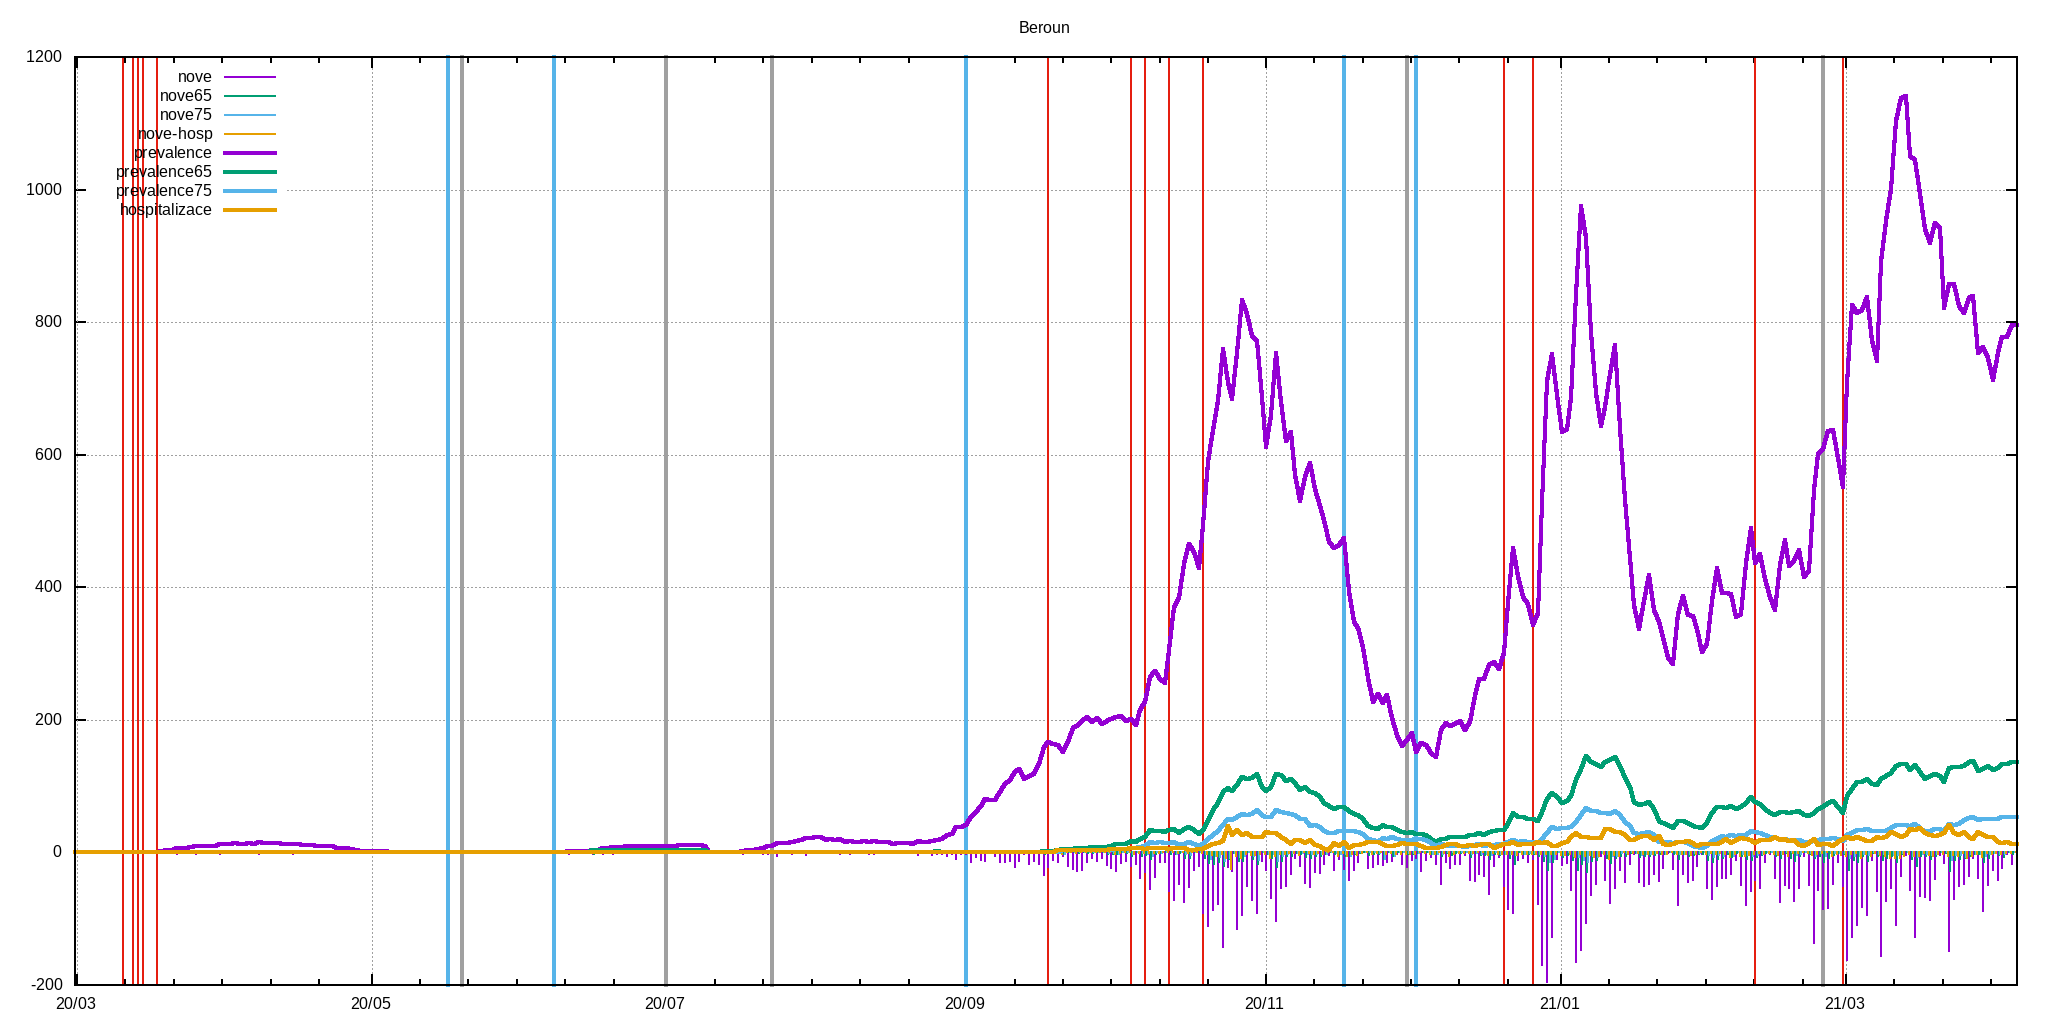 Beroun
1200
nove
nove65
nove75
nove-hosp
prevalence
prevalence65
prevalence75
hospitalizace
1000
800
600
400
200
0
-200
20/03 20/05 20/07 20/09 20/11 21/01 21/03